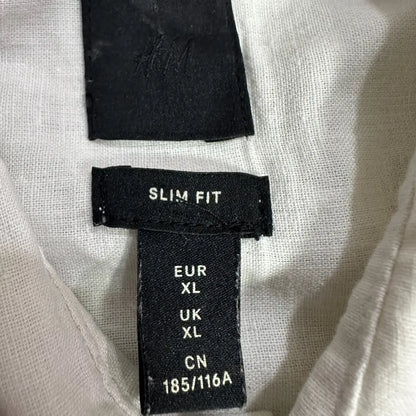 H&M
SLIM FIT
EUR
XL
UK
XL
CN
185/116A